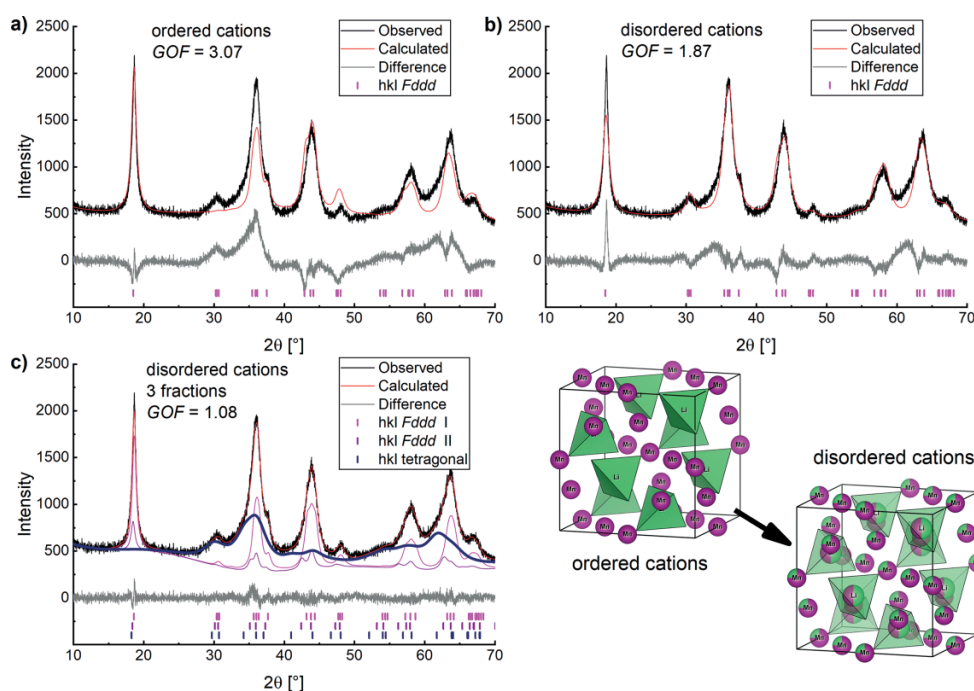 a)
ordered cations
GOF = 3.07
Observed
Calculated
Difference
hkl Fddd
2500
2000
1500
1000
500
0
Intensity
10 20 30 40 50 60 70
2θ [°]
b)
disordered cations
GOF = 1.87
Observed
Calculated
Difference
hkl Fddd
2500
2000
1500
1000
500
0
10 20 30 40 50 60 70
2θ [°]
c)
disordered cations
3 fractions
GOF = 1.08
Observed
Calculated
Difference
hkl Fddd I
hkl Fddd II
hkl tetragonal
2500
2000
1500
1000
500
0
Intensity
10 20 30 40 50 60 70
2θ [°]
ordered cations
disordered cations